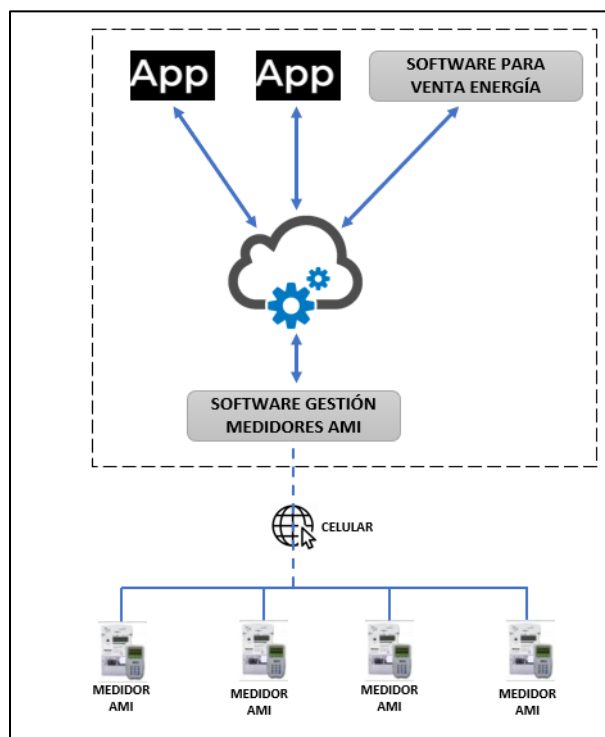 App
App
SOFTWARE PARA
VENTA ENERGÍA
SOFTWARE GESTIÓN
MEDIDORES AMI
CELULAR
MEDIDOR
AMI
MEDIDOR
AMI
MEDIDOR
AMI
MEDIDOR
AMI